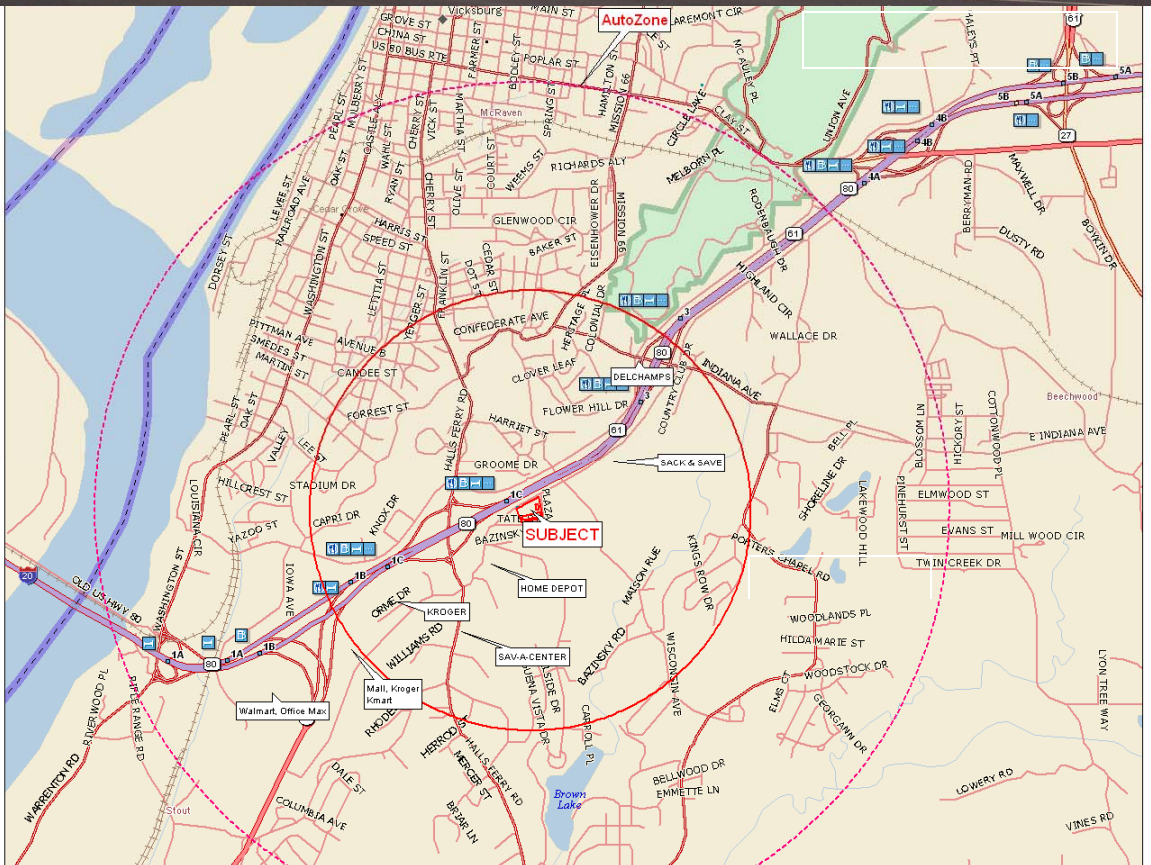 Vicksburg
MAIN ST
GROVE ST
CHINA ST
US 80 BUS RTE
AutoZone
CLAREMONT CIR
HALEYS PT
61
FARMER ST
BODLEY ST
POPLAR ST
HAMILTON ST
MISSION 66
MC AULEY PL
5A
5B
5B
5A
PEARL ST
MULBERRY ST
CASTLE ALY
CHERRY ST
VICK ST
MARTHA ST
McRaven
SPRING ST
CIRCLE LAKE
CLAY ST
UNION AVE
4B
4B
27
OAK ST
WAHL ST
RYAN ST
CHERRY ST
OLIVE ST
COURT ST
WEEMS ST
RICHARDS ALY
MELBORN PL
4A
80
BERRYMAN RD
MAXWELL DR
LEVEE ST
RAILROAD AVE
Cedar Grove
HARRIS ST
SPEED ST
GLENWOOD CIR
BAKER ST
EISENHOWER DR
MISSION 66
RODENBAUGH DR
61
DUSTY RD
BOYKIN DR
DORSEY ST
WASHINGTON ST
LETITIA ST
YERGER ST
FRANKLIN ST
DOT ST
CEDAR ST
HIGHLAND CIR
PITTMAN AVE
SMEDES ST
MARTIN ST
AVENUE B
CANDEE ST
CONFEDERATE AVE
HERITAGE PL
COLONIAL DR
3
WALLACE DR
80
CLOVER LEAF
DELCHAMPS
INDIANA AVE
PEARL ST
OAK ST
FORREST ST
HALLS FERRY RD
FLOWER HILL DR
3
COUNTRY CLUB DR
Beechwood
VALLEY
LEE ST
HARRIET ST
61
BELL PL
BLOSSOM LN
HICKORY ST
COTTONWOOD PL
E INDIANA AVE
GROOME DR
SACK & SAVE
HILLCREST ST
STADIUM DR
SHORELINE DR
LAKEWOOD HILL
PINEHURST ST
ELMWOOD ST
LOUISIANA CIR
YAZOO ST
CAPRI DR
KNOX DR
1C
PLAZA
80
TATE
BAZINSKY
SUBJECT
EVANS ST
MILL WOOD CIR
PORTERS CHAPEL RD
TWIN CREEK DR
20
OLD US HWY 80
WASHINGTON ST
IOWA AVE
1B
1C
HOME DEPOT
MAISON RUE
KINGS ROW DR
ORME DR
KROGER
WOODLANDS PL
WILLIAMS RD
SAV-A-CENTER
BAZINSKY RD
WISCONSIN AVE
HILDA MARIE ST
1A
80
1A
1B
WOODSTOCK DR
RIVERWOOD PL
RIFLE RANGE RD
Walmart, Office Max
Mall, Kroger
Kmart
BUENA VISTA DR
CARROLL PL
ELMS
GEORGANN DR
LYON TREE WAY
WARRENTON RD
HERROD ST
MERCER ST
HALLS FERRY RD
DALE ST
BELLWOOD DR
EMMETTE LN
Brown
Lake
LOWERY RD
Stout
COLUMBIA AVE
BRIAR LN
VINES RD